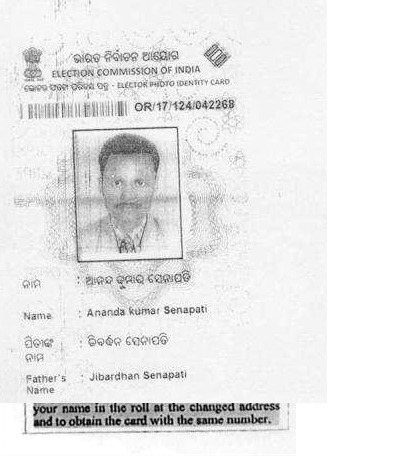 ଭାରତ ନିର୍ବାଚନ ଆୟୋଗ
ELECTION COMMISSION OF INDIA
ଭୋଟର ଫଟୋ ପରିଚୟ ପତ୍ର - ELECTOR PHOTO IDENTITY CARD
OR/17/124/042268
ନାମ : ଆନନ୍ଦ କୁମାର ସେନାପତି
Name : Ananda kumar Senapati
ପିତାଙ୍କ : ଜିବର୍ଦ୍ଧନ ସେନାପତି
ନାମ
Father's : Jibardhan Senapati
Name
your name in the roll at the changed address
and to obtain the card with the same number.